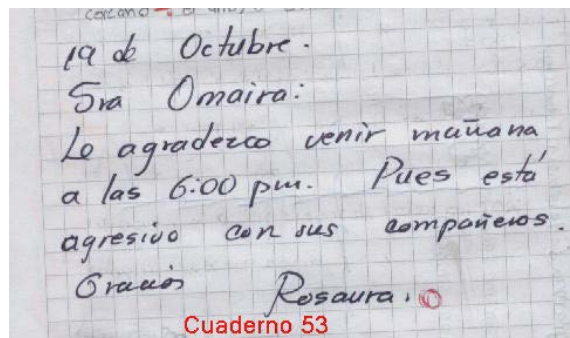 cercano
19 de Octubre.
Sra Omaira:
Le agradezco venir mañana
a las 6:00 pm. Pues está
agresivo con sus compañeros.
Gracias Rosaura.
Cuaderno 53